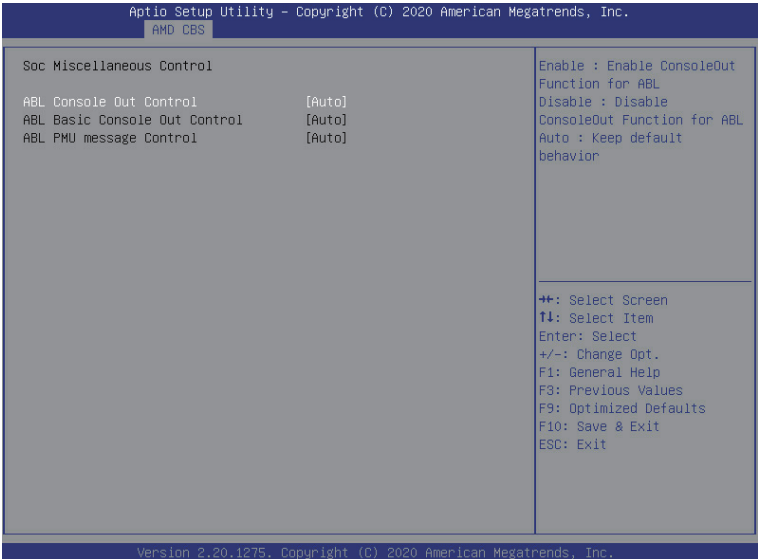 Aptio Setup Utility – Copyright (C) 2020 American Megatrends, Inc.
AMD CBS
Soc Miscellaneous Control
ABL Console Out Control [Auto]
ABL Basic Console Out Control [Auto]
ABL PMU message Control [Auto]
Enable : Enable ConsoleOut
Function for ABL
Disable : Disable
ConsoleOut Function for ABL
Auto : Keep default
behavior
→←: Select Screen
↑↓: Select Item
Enter: Select
+/-: Change Opt.
F1: General Help
F3: Previous Values
F9: Optimized Defaults
F10: Save & Exit
ESC: Exit
Version 2.20.1275. Copyright (C) 2020 American Megatrends, Inc.